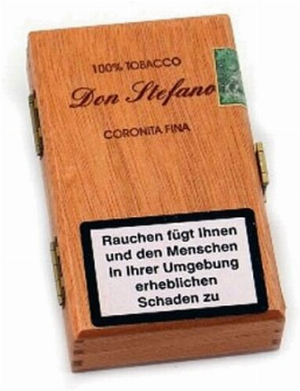 100% TOBACCO
Don Stefano
CORONITA FINA
Rauchen fügt Ihnen
und den Menschen
in Ihrer Umgebung
erheblichen
Schaden zu